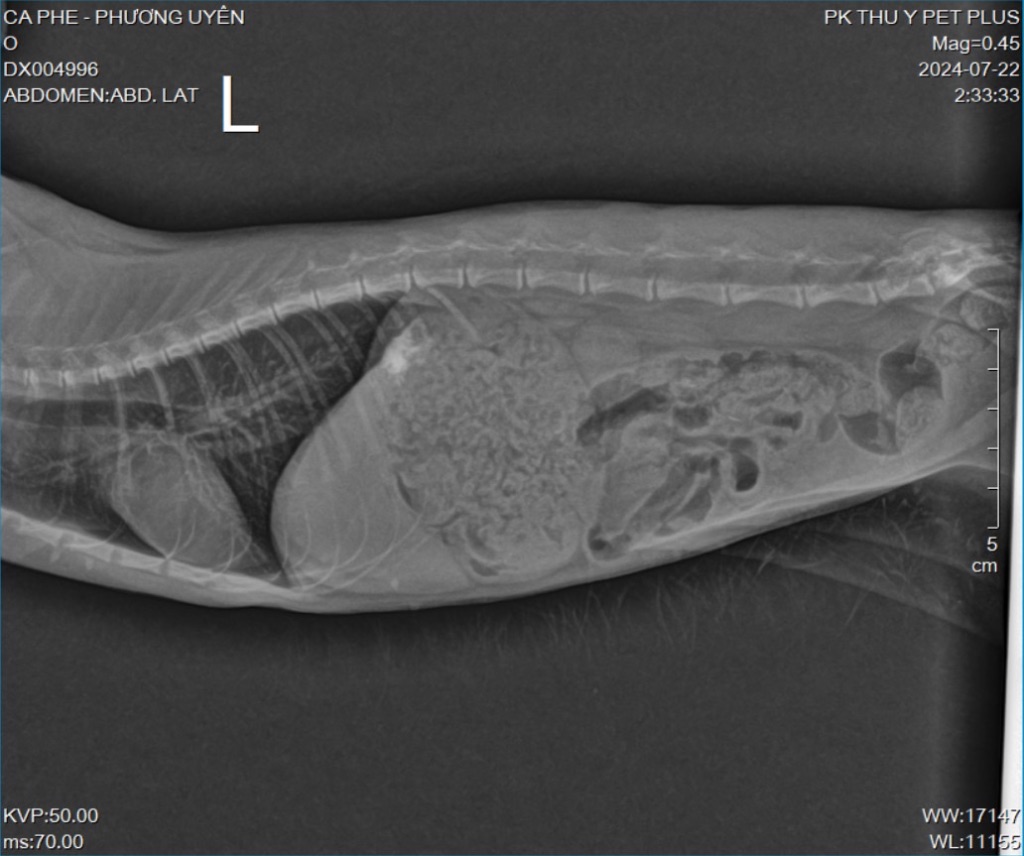 CA PHE - PHƯƠNG UYÊN
O
DX004996
ABDOMEN:ABD. LAT
L
PK THU Y PET PLUS
Mag=0.45
2024-07-22
2:33:33
5
cm
KVP:50.00
ms:70.00
WW:17147
WL:11155